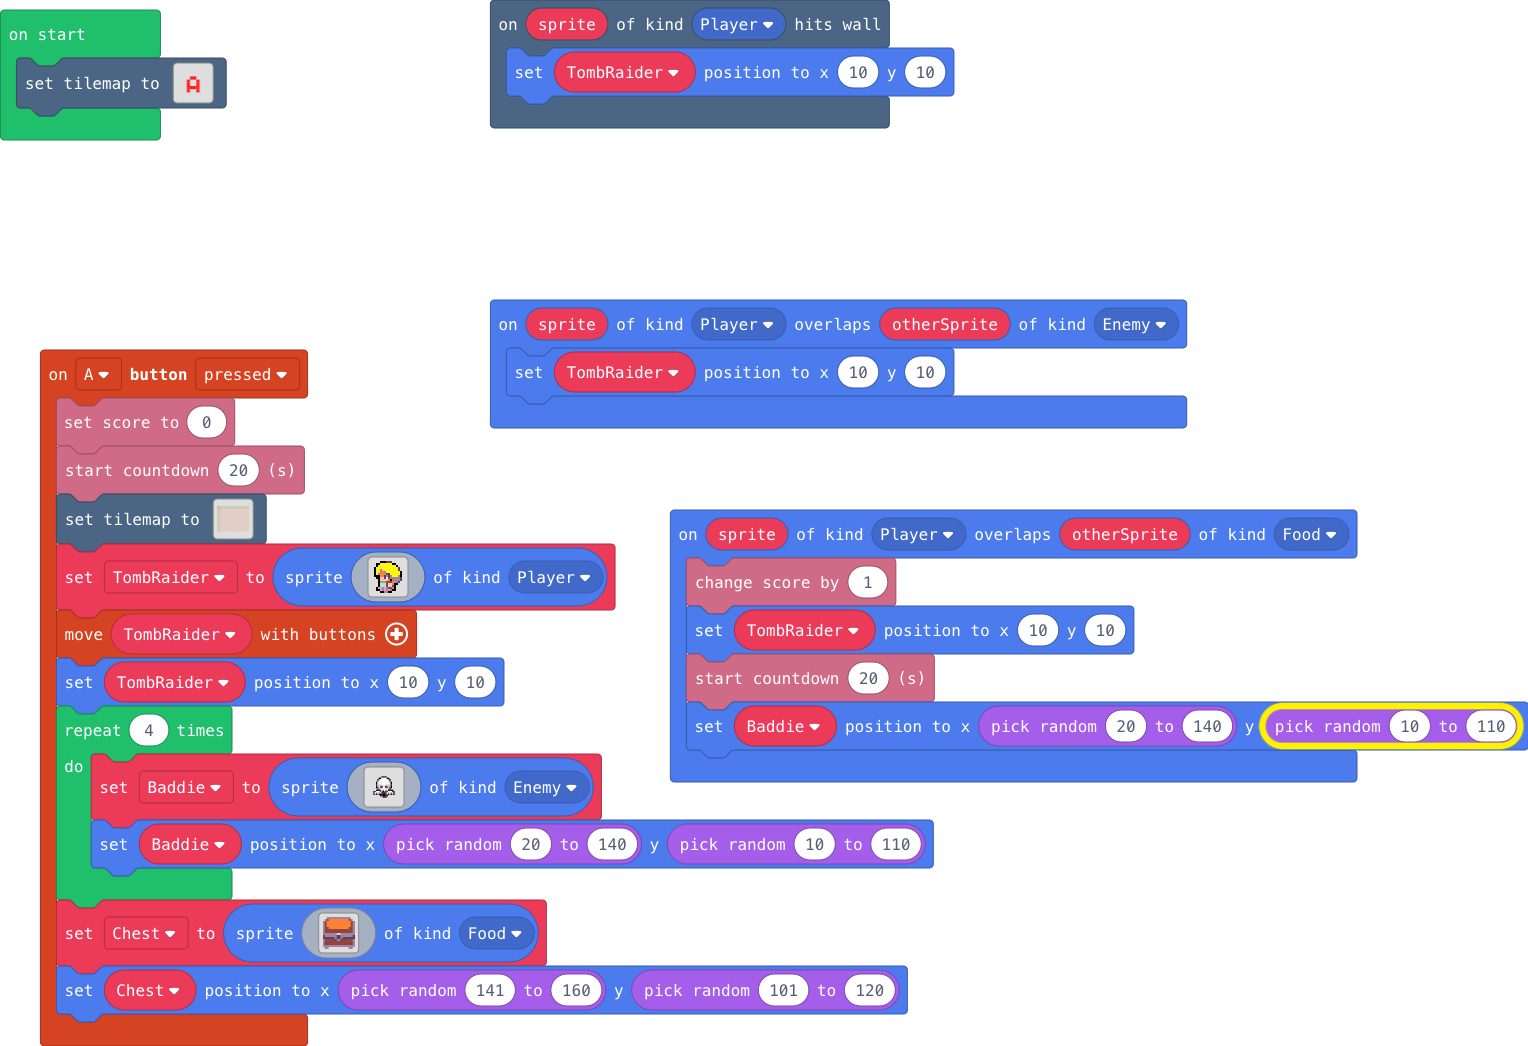 on start
set tilemap to A
on sprite of kind Player hits wall
set TombRaider position to x 10 y 10
on sprite of kind Player overlaps otherSprite of kind Enemy
set TombRaider position to x 10 y 10
on A button pressed
set score to 0
start countdown 20 (s)
set tilemap to
set TombRaider to sprite of kind Player
move TombRaider with buttons
set TombRaider position to x 10 y 10
repeat 4 times
do
set Baddie to sprite of kind Enemy
set Baddie position to x pick random 20 to 140 y pick random 10 to 110
set Chest to sprite of kind Food
set Chest position to x pick random 141 to 160 y pick random 101 to 120
on sprite of kind Player overlaps otherSprite of kind Food
change score by 1
set TombRaider position to x 10 y 10
start countdown 20 (s)
set Baddie position to x pick random 20 to 140 y pick random 10 to 110